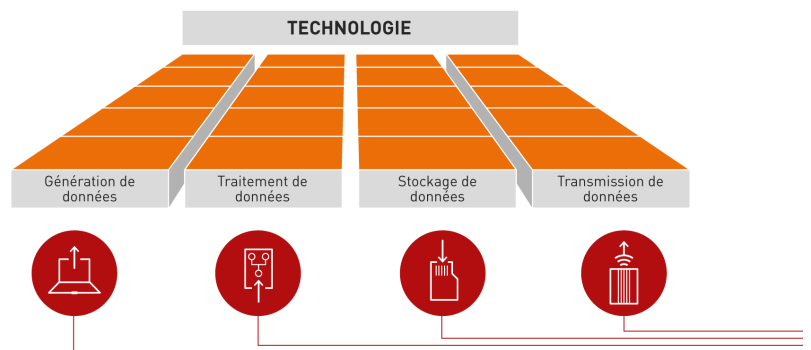 TECHNOLOGIE
Génération de
données
Traitement de
données
Stockage de
données
Transmission de
données